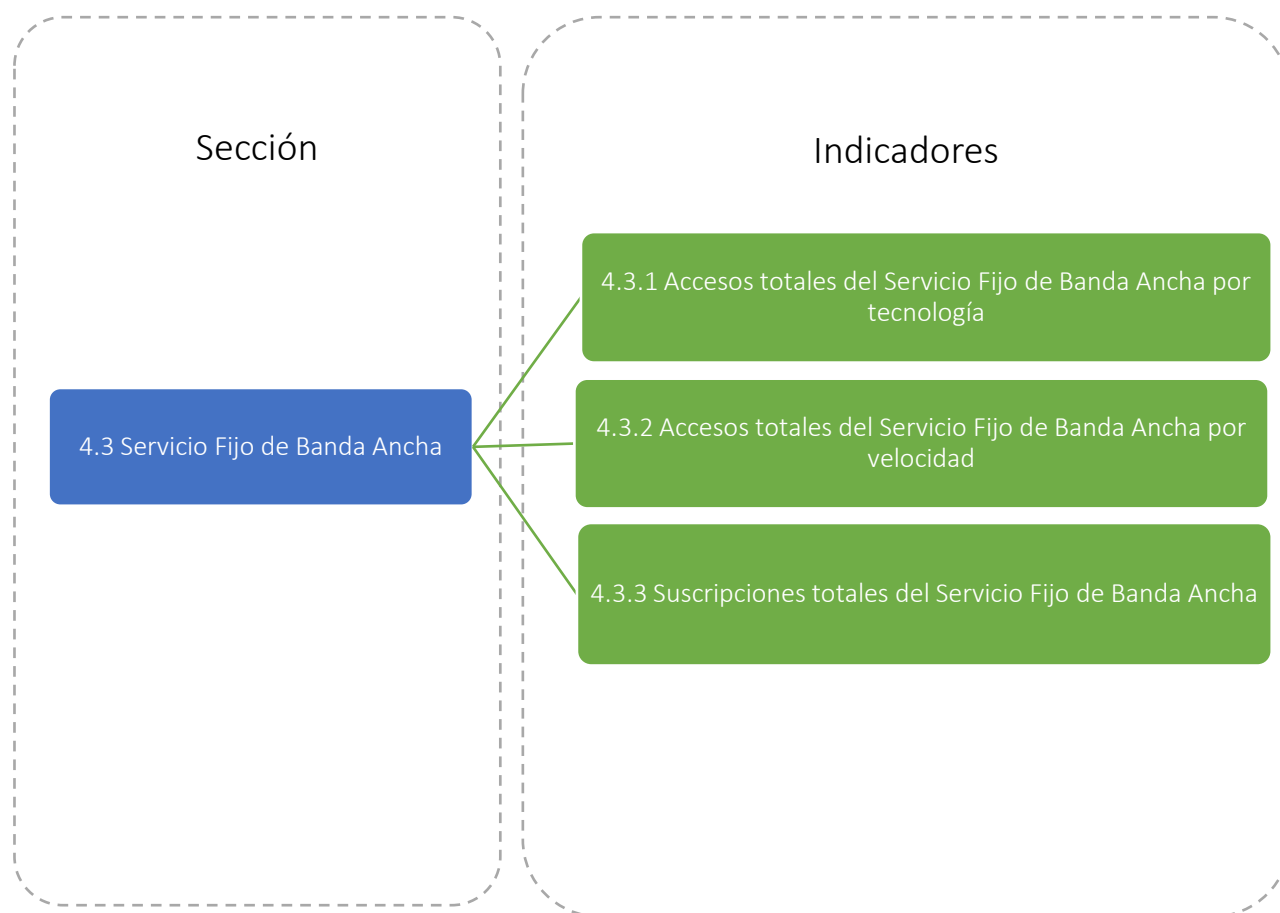 Sección
Indicadores
4.3.1 Accesos totales del Servicio Fijo de Banda Ancha por
tecnología
4.3 Servicio Fijo de Banda Ancha
4.3.2 Accesos totales del Servicio Fijo de Banda Ancha por
velocidad
4.3.3 Suscripciones totales del Servicio Fijo de Banda Ancha